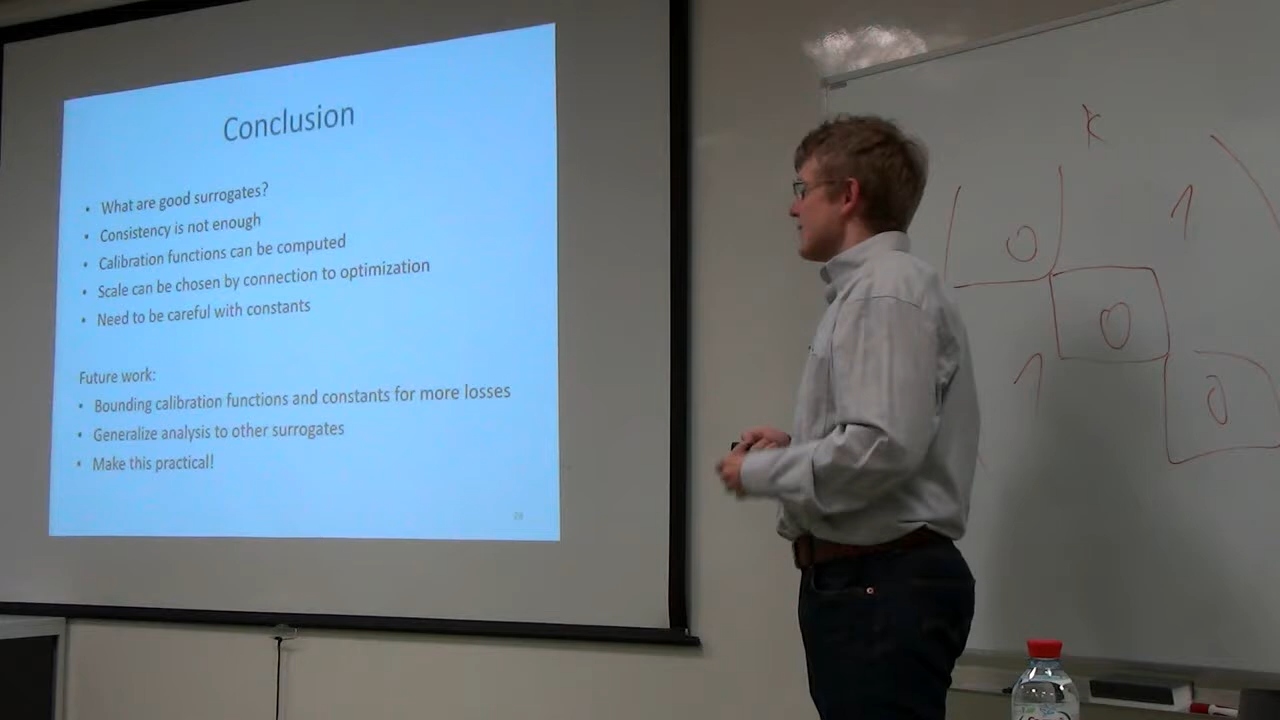 Conclusion
• What are good surrogates?
• Consistency is not enough
• Calibration functions can be computed
• Scale can be chosen by connection to optimization
• Need to be careful with constants
Future work:
• Bounding calibration functions and constants for more losses
• Generalize analysis to other surrogates
• Make this practical!
K
0 1
0
1 0